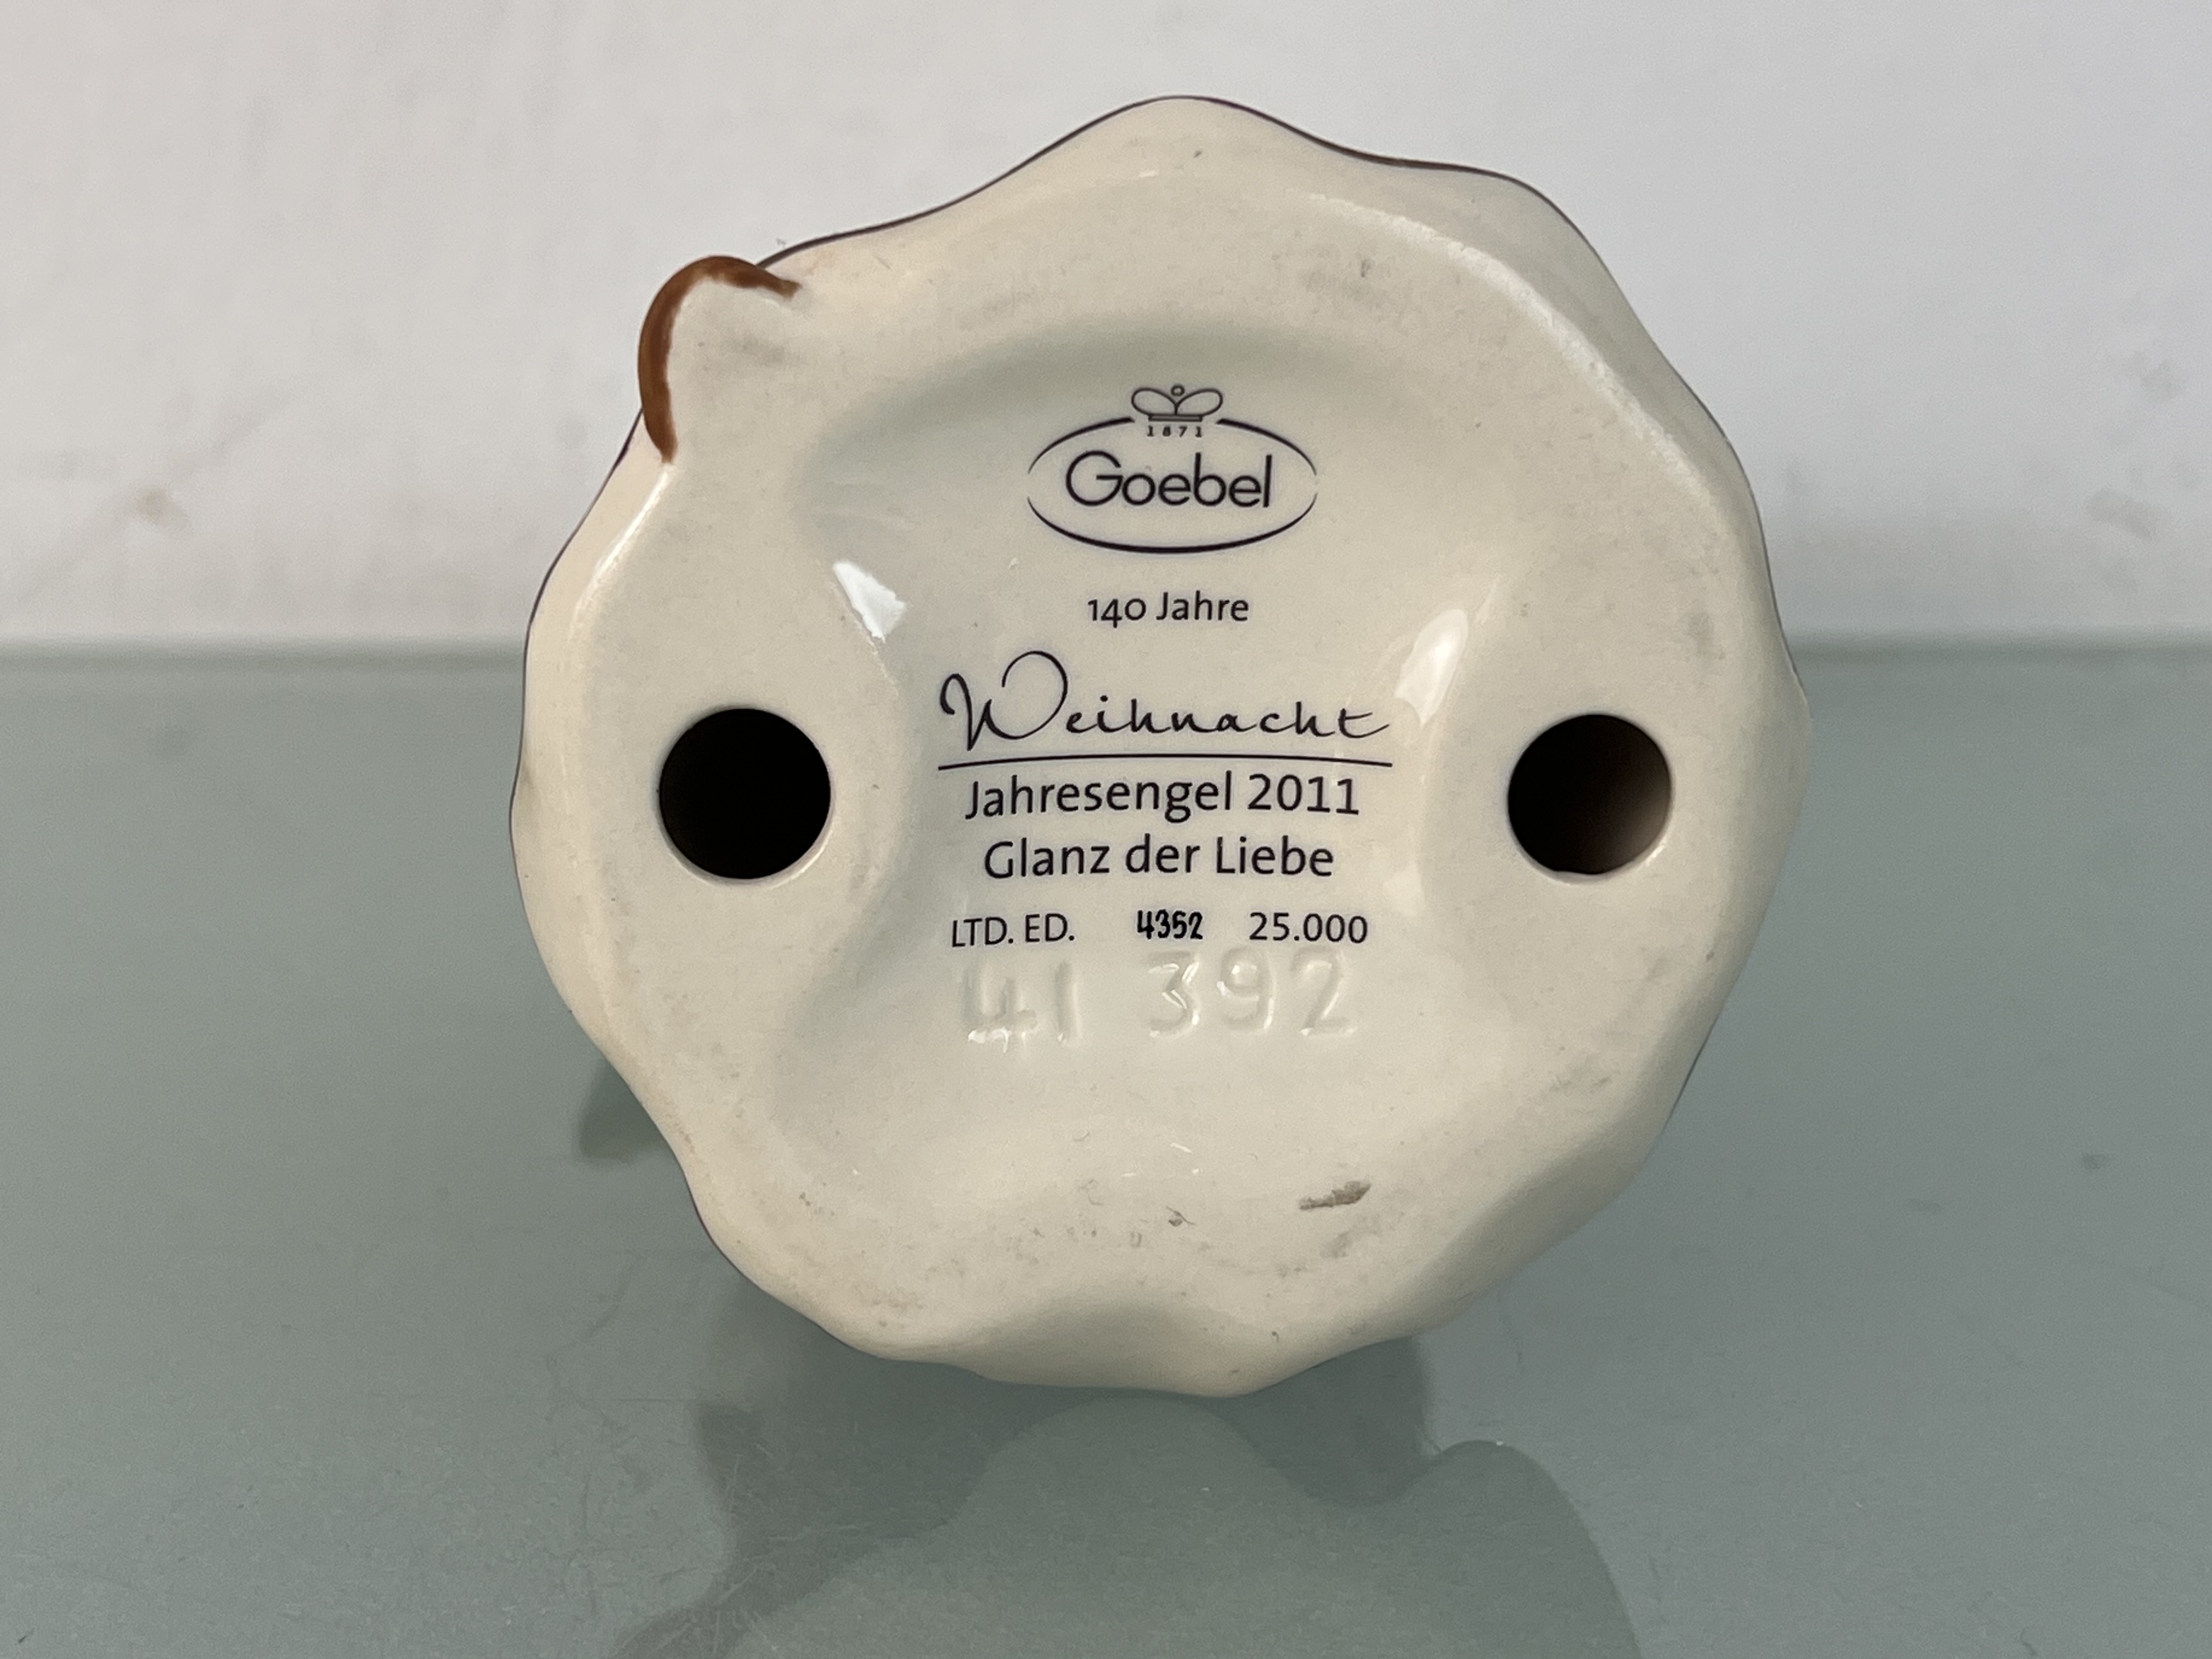 1871
Goebel
140 Jahre
Weihnacht
Jahresengel 2011
Glanz der Liebe
LTD. ED. 4352 25.000
41 392